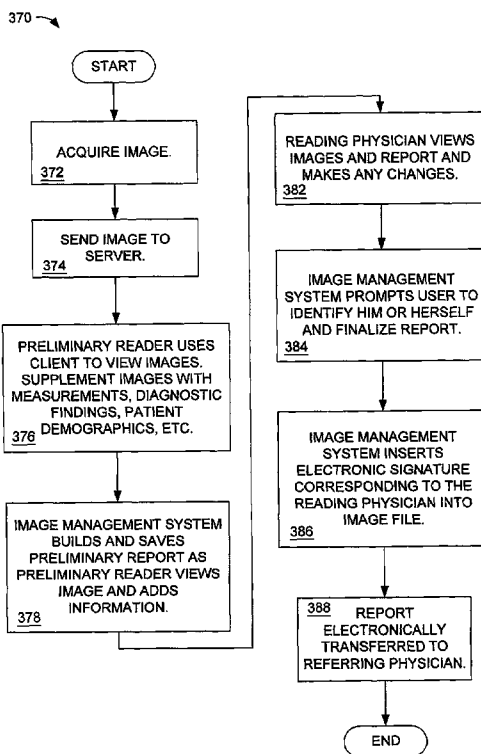 370
START
ACQUIRE IMAGE.
372
SEND IMAGE TO
SERVER.
374
PRELIMINARY READER USES
CLIENT TO VIEW IMAGES.
SUPPLEMENT IMAGES WITH
MEASUREMENTS, DIAGNOSTIC
FINDINGS, PATIENT
DEMOGRAPHICS, ETC.
376
IMAGE MANAGEMENT SYSTEM
BUILDS AND SAVES
PRELIMINARY REPORT AS
PRELIMINARY READER VIEWS
IMAGE AND ADDS
INFORMATION.
378
READING PHYSICIAN VIEWS
IMAGES AND REPORT AND
MAKES ANY CHANGES.
382
IMAGE MANAGEMENT
SYSTEM PROMPTS USER TO
IDENTIFY HIM OR HERSELF
AND FINALIZE REPORT.
384
IMAGE MANAGEMENT
SYSTEM INSERTS
ELECTRONIC SIGNATURE
CORRESPONDING TO THE
READING PHYSICIAN INTO
IMAGE FILE.
386
388 REPORT
ELECTRONICALLY
TRANSFERRED TO
REFERRING PHYSICIAN.
END